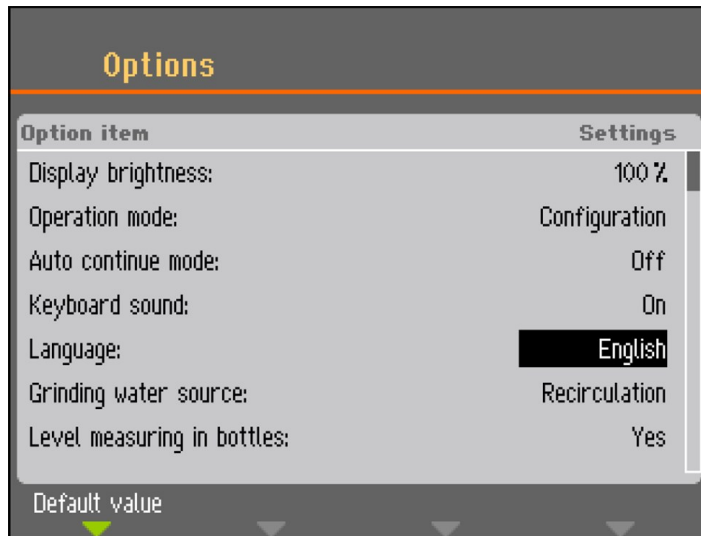 Options
Option item Settings
Display brightness: 100 %
Operation mode: Configuration
Auto continue mode: Off
Keyboard sound: On
Language: English
Grinding water source: Recirculation
Level measuring in bottles: Yes
Default value